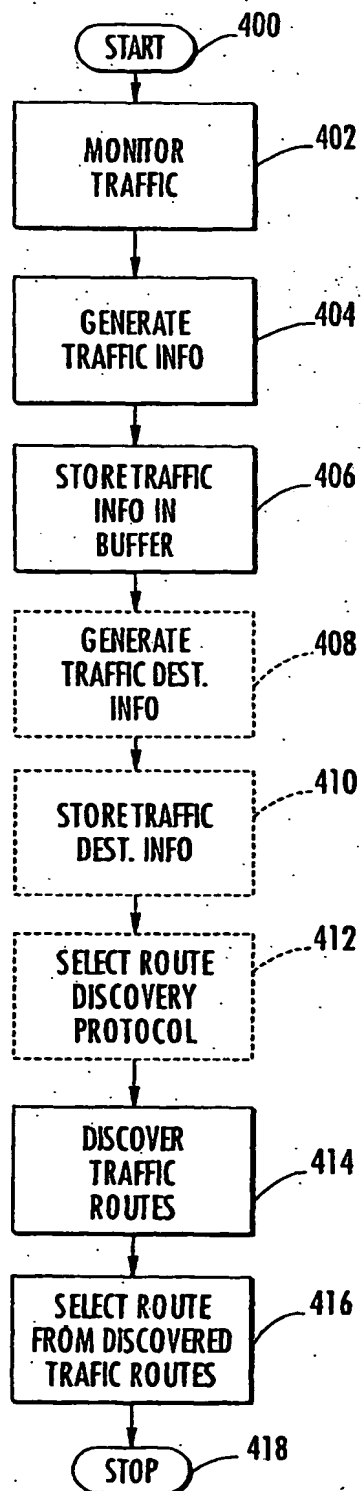 START
400
MONITOR
TRAFFIC
402
GENERATE
TRAFFIC INFO
404
STORE TRAFFIC
INFO IN
BUFFER
406
GENERATE
TRAFFIC DEST.
INFO
408
STORE TRAFFIC
DEST. INFO
410
SELECT ROUTE
DISCOVERY
PROTOCOL
412
DISCOVER
TRAFFIC
ROUTES
414
SELECT ROUTE
FROM DISCOVERED
TRAFIC ROUTES
416
STOP
418